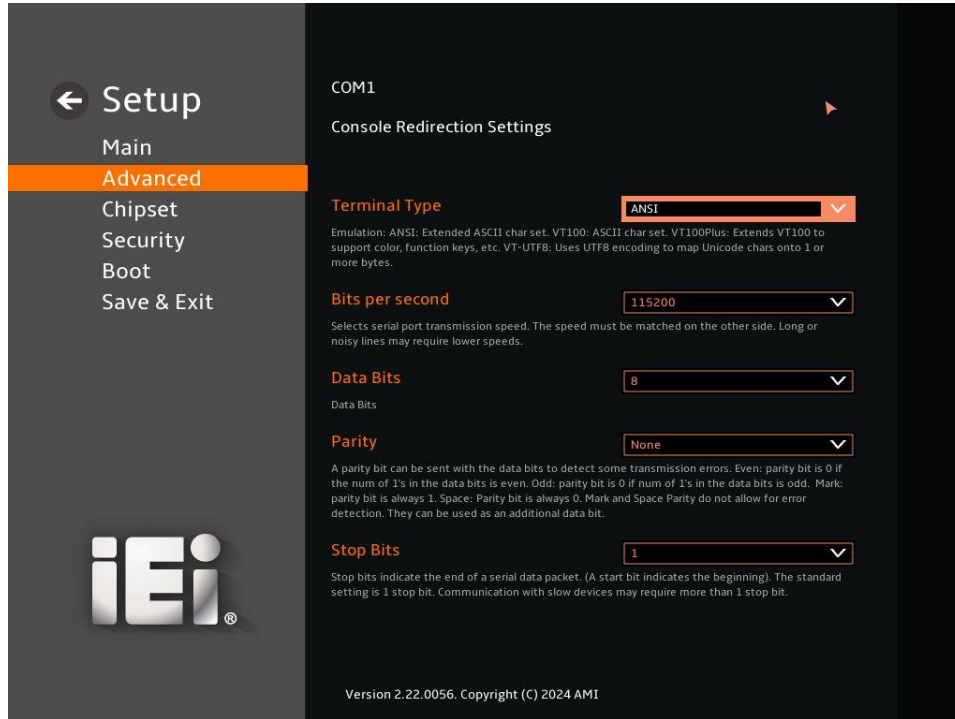 Setup
Main
Advanced
Chipset
Security
Boot
Save & Exit
iEi
®
COM1
Console Redirection Settings
Terminal Type
ANSI
Emulation: ANSI: Extended ASCII char set. VT100: ASCII char set. VT100Plus: Extends VT100 to
support color, function keys, etc. VT-UTF8: Uses UTF8 encoding to map Unicode chars onto 1 or
more bytes.
Bits per second
115200
Selects serial port transmission speed. The speed must be matched on the other side. Long or
noisy lines may require lower speeds.
Data Bits
8
Data Bits
Parity
None
A parity bit can be sent with the data bits to detect some transmission errors. Even: parity bit is 0 if
the num of 1's in the data bits is even. Odd: parity bit is 0 if num of 1's in the data bits is odd.  Mark:
parity bit is always 1. Space: Parity bit is always 0. Mark and Space Parity do not allow for error
detection. They can be used as an additional data bit.
Stop Bits
1
Stop bits indicate the end of a serial data packet. (A start bit indicates the beginning). The standard
setting is 1 stop bit. Communication with slow devices may require more than 1 stop bit.
Version 2.22.0056. Copyright (C) 2024 AMI